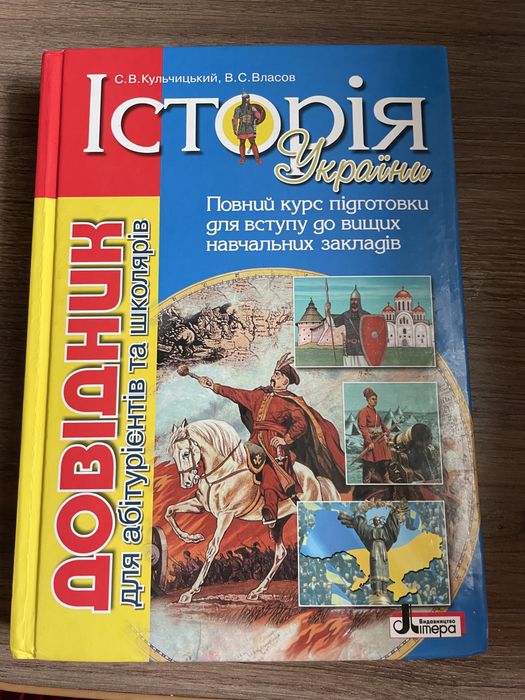 С. В. Кульчицький, В. С. Власов
Історія
України
Повний курс підготовки
для вступу до вищих
навчальних закладів
ДОВІДНИК
для абітурієнтів та школярів
Видавництво
Літера